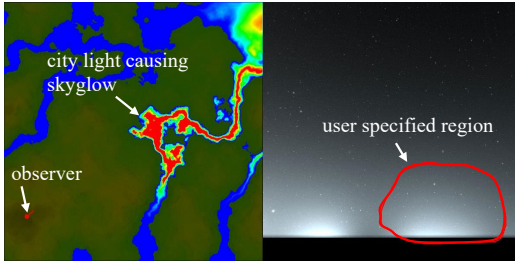 city light causing
skyglow
user specified region
observer